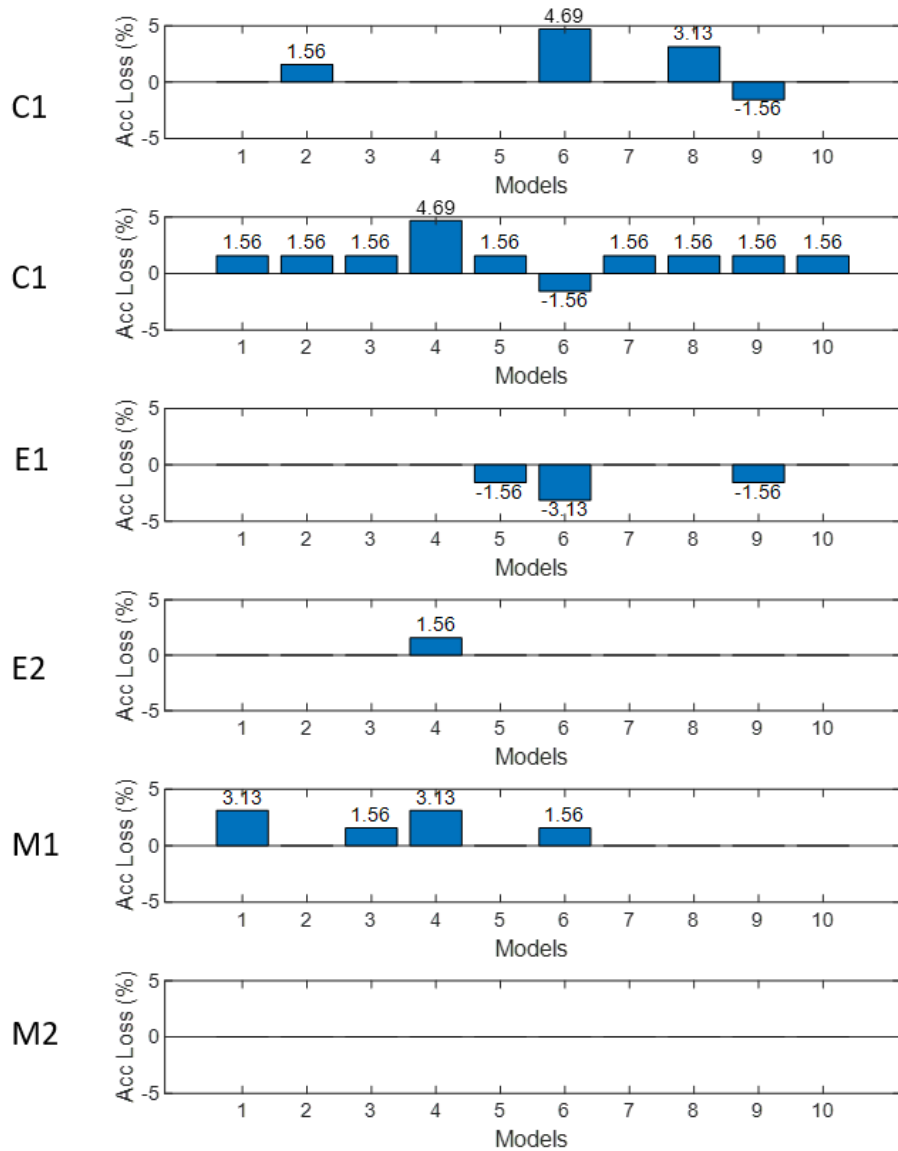 C1
Acc Loss (%)
5
0
-5
1.56
4.69
3.13
-1.56
1 2 3 4 5 6 7 8 9 10
Models
C1
Acc Loss (%)
5
0
-5
1.56 1.56 1.56 4.69 1.56 -1.56 1.56 1.56 1.56 1.56
1 2 3 4 5 6 7 8 9 10
Models
E1
Acc Loss (%)
5
0
-5
-1.56 -3.13 -1.56
1 2 3 4 5 6 7 8 9 10
Models
E2
Acc Loss (%)
5
0
-5
1.56
1 2 3 4 5 6 7 8 9 10
Models
M1
Acc Loss (%)
5
0
-5
3.13 1.56 3.13 1.56
1 2 3 4 5 6 7 8 9 10
Models
M2
Acc Loss (%)
5
0
-5
1 2 3 4 5 6 7 8 9 10
Models